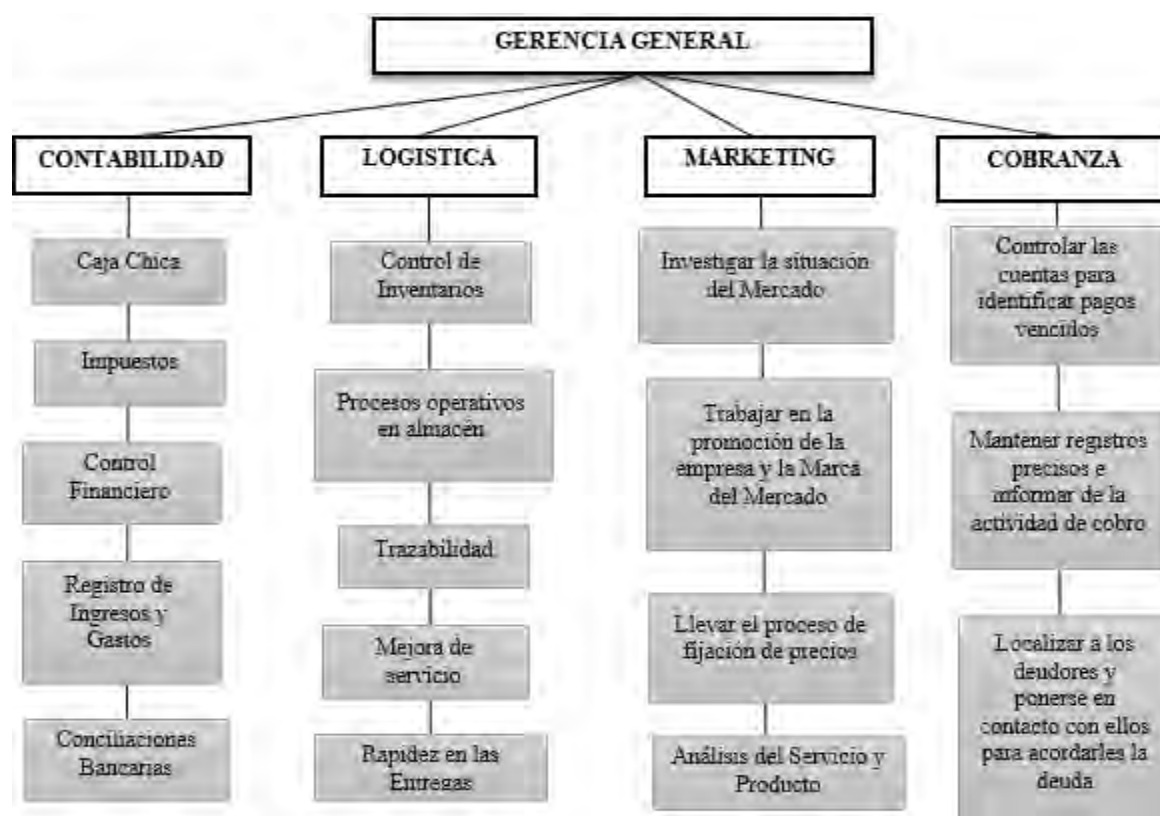 GERENCIA GENERAL
CONTABILIDAD
Caja Chica
Impuestos
Control
Financiero
Registro de
Ingresos y
Gastos
Conciliaciones
Bancarias
LOGISTICA
Control de
Inventarios
Procesos operativos
en almacén
Trazabilidad
Mejora de
servicio
Rapidez en las
Entregas
MARKETING
Investigar la situación
del Mercado
Trabajar en la
promoción de la
empresa y la Marca
del Mercado
Llevar el proceso de
fijación de precios
Análisis del Servicio y
Producto
COBRANZA
Controlar las
cuentas para
identificar pagos
vencidos
Mantener registros
precisos e
informar de la
actividad de cobro
Localizar a los
deudores y
ponerse en
contacto con ellos
para acordarles la
deuda